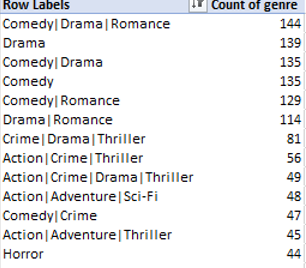 Row Labels Count of genre
Comedy|Drama|Romance 144
Drama 139
Comedy|Drama 135
Comedy 135
Comedy|Romance 129
Drama|Romance 114
Crime|Drama|Thriller 81
Action|Crime|Thriller 56
Action|Crime|Drama|Thriller 49
Action|Adventure|Sci-Fi 48
Comedy|Crime 47
Action|Adventure|Thriller 45
Horror 44